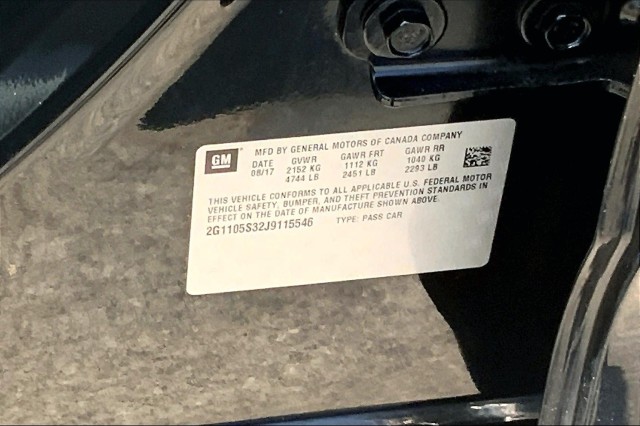 GM
MFD BY GENERAL MOTORS OF CANADA COMPANY
DATE GVWR GAWR FRT GAWR RR
08/17 2152 KG 1112 KG 1040 KG
4744 LB 2451 LB 2293 LB
THIS VEHICLE CONFORMS TO ALL APPLICABLE U.S. FEDERAL MOTOR
VEHICLE SAFETY, BUMPER, AND THEFT PREVENTION STANDARDS IN
EFFECT ON THE DATE OF MANUFACTURE SHOWN ABOVE.
2G1105S32J9115546 TYPE: PASS CAR